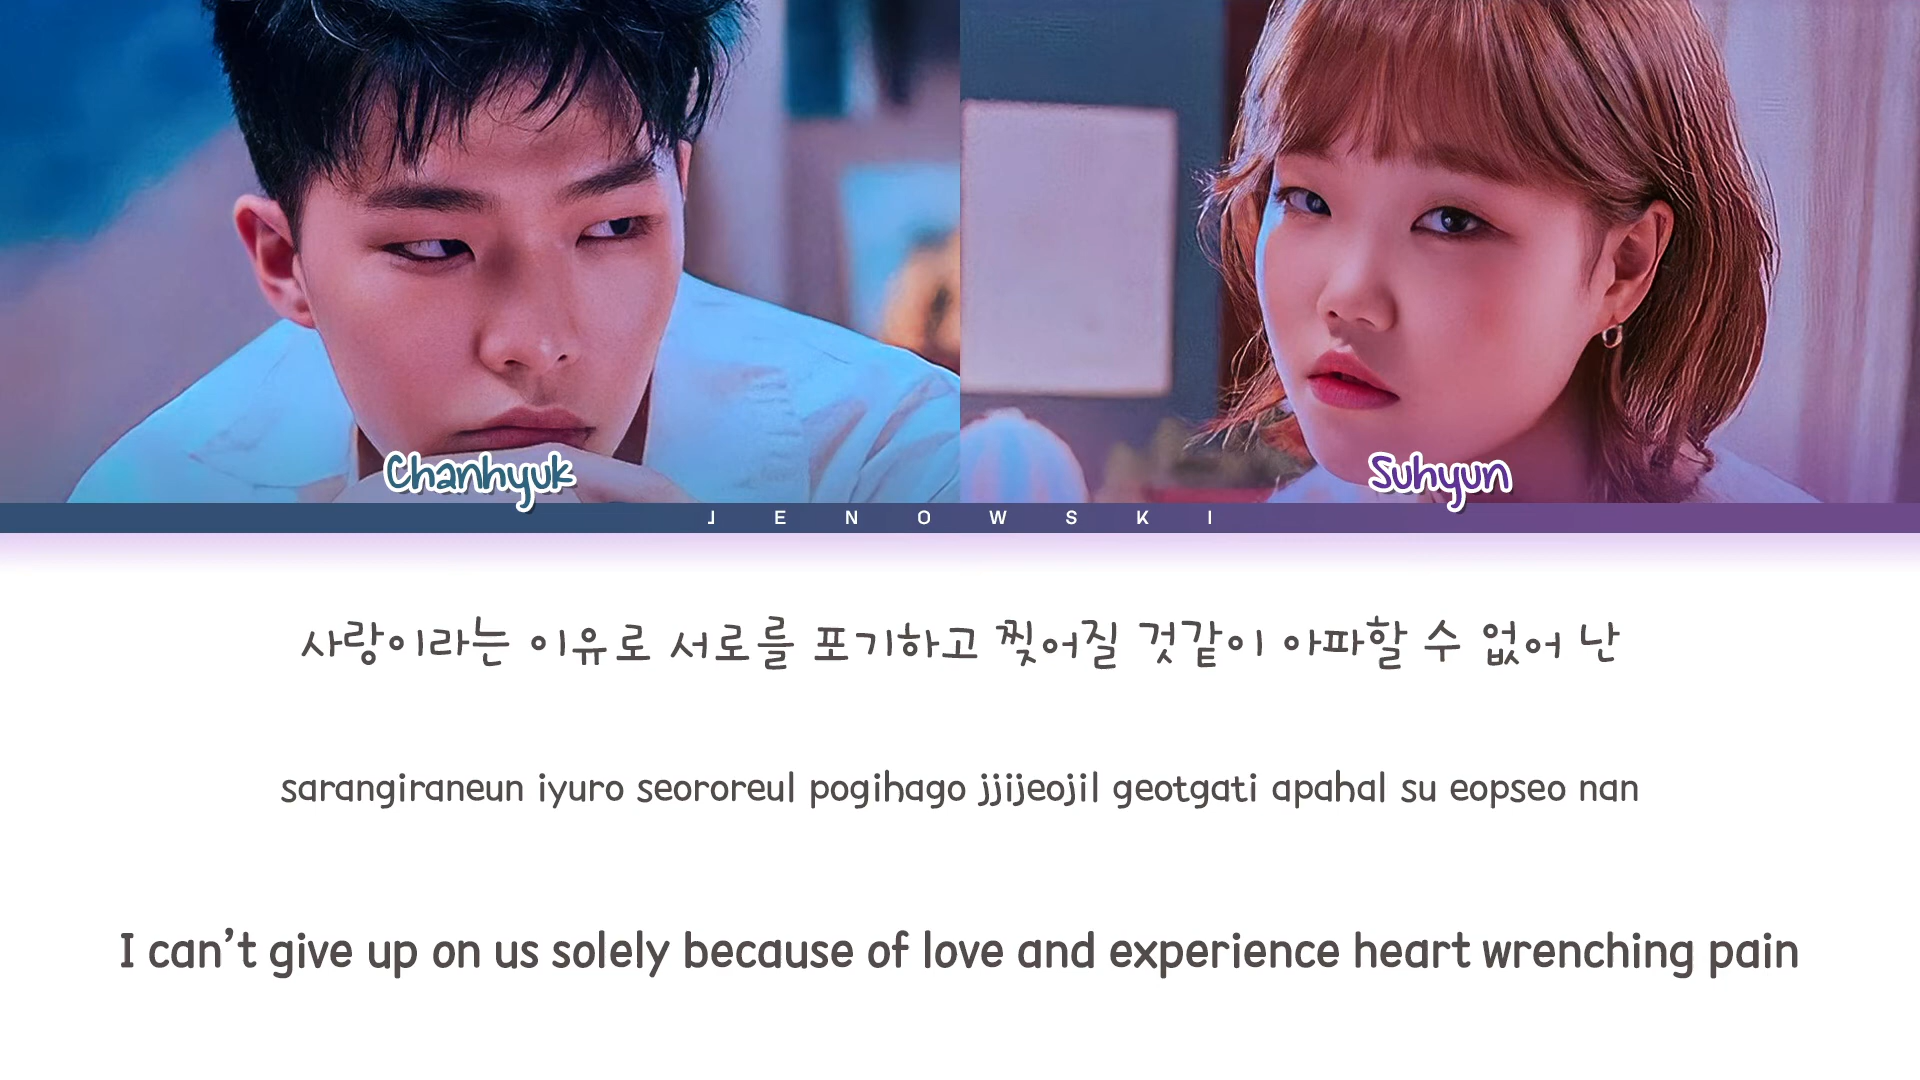 Chanhyuk
Suhyun
JENOWSKI
사랑이라는 이유로 서로를 포기하고 찢어질 것같이 아파할 수 없어 난
sarangiraneun iyuro seororeul pogihago jjijeojil geotgati apahal su eopseo nan
I can’t give up on us solely because of love and experience heart wrenching pain